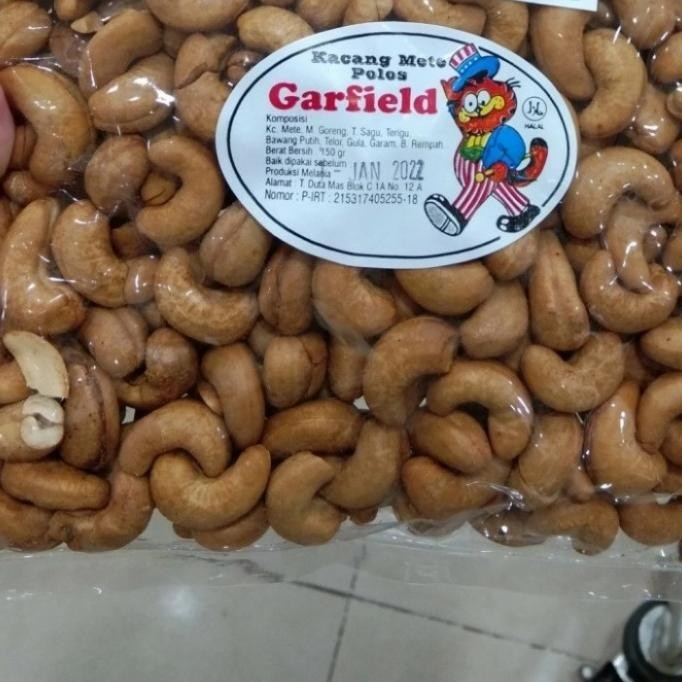 Kacang Mete
Polos
Garfield
Komposisi
Kc. Mete, M. Goreng, T. Sagu, Terigu,
Bawang Putih, Telor, Gula, Garam, B. Rempah
Berat Bersih : 150 gr
Baik dipakai sebelum JAN 2022
Produksi Melania
Alamat : T. Duta Mas Blok C 1A No. 12 A
Nomor : P-IRT : 215317405255-18
HALAL